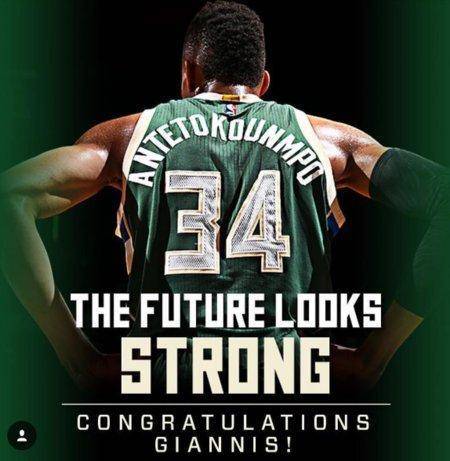 ANTETOKOUNMPO
34
THE FUTURE LOOKS
STRONG
CONGRATULATIONS
GIANNIS!